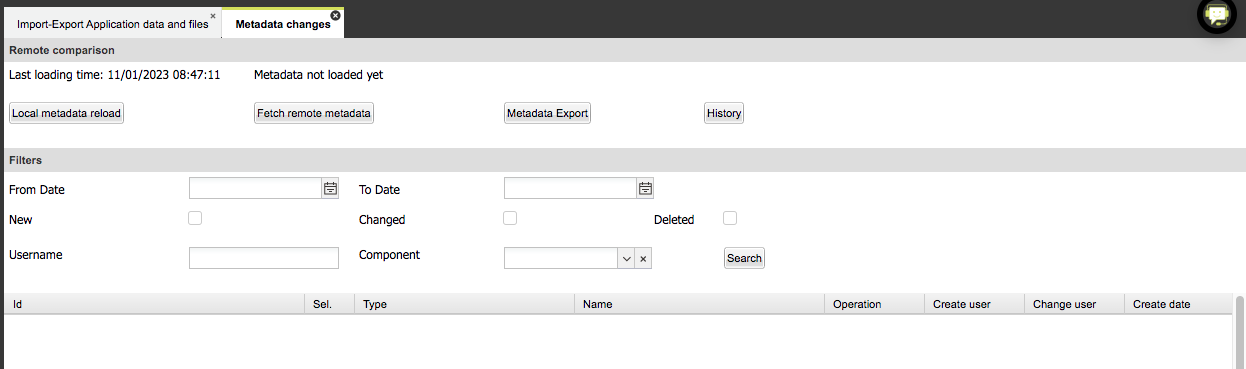 Import-Export Application data and files
Metadata changes
Remote comparison
Last loading time: 11/01/2023 08:47:11 Metadata not loaded yet
Local metadata reload Fetch remote metadata Metadata Export History
Filters
From Date To Date
New Changed Deleted
Username Component Search
Id Sel. Type Name Operation Create user Change user Create date